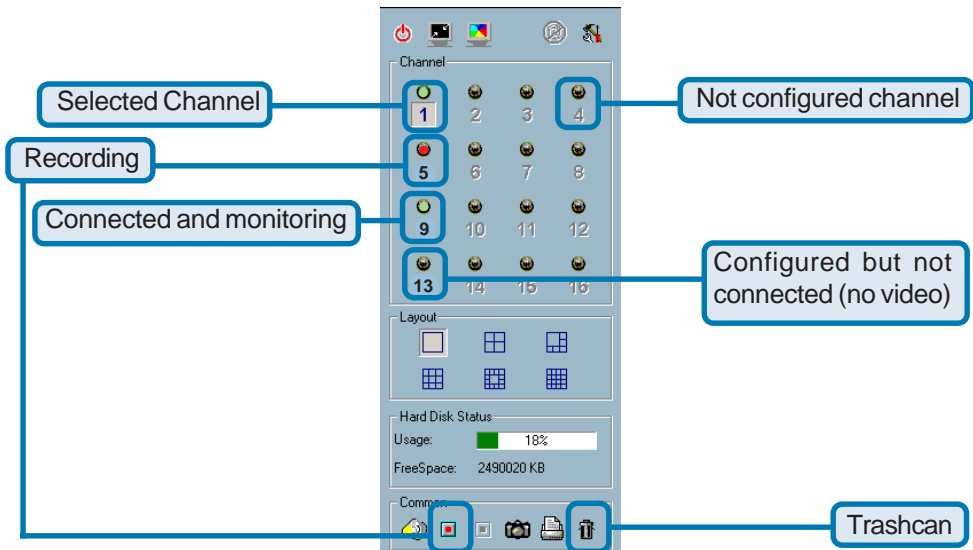 Channel
Selected Channel
Not configured channel
1 2 3 4
Recording
5 6 7 8
Connected and monitoring
9 10 11 12
Configured but not
connected (no video)
13 14 15 16
Layout
Hard Disk Status
Usage: 18%
FreeSpace: 2490020 KB
Common
Trashcan